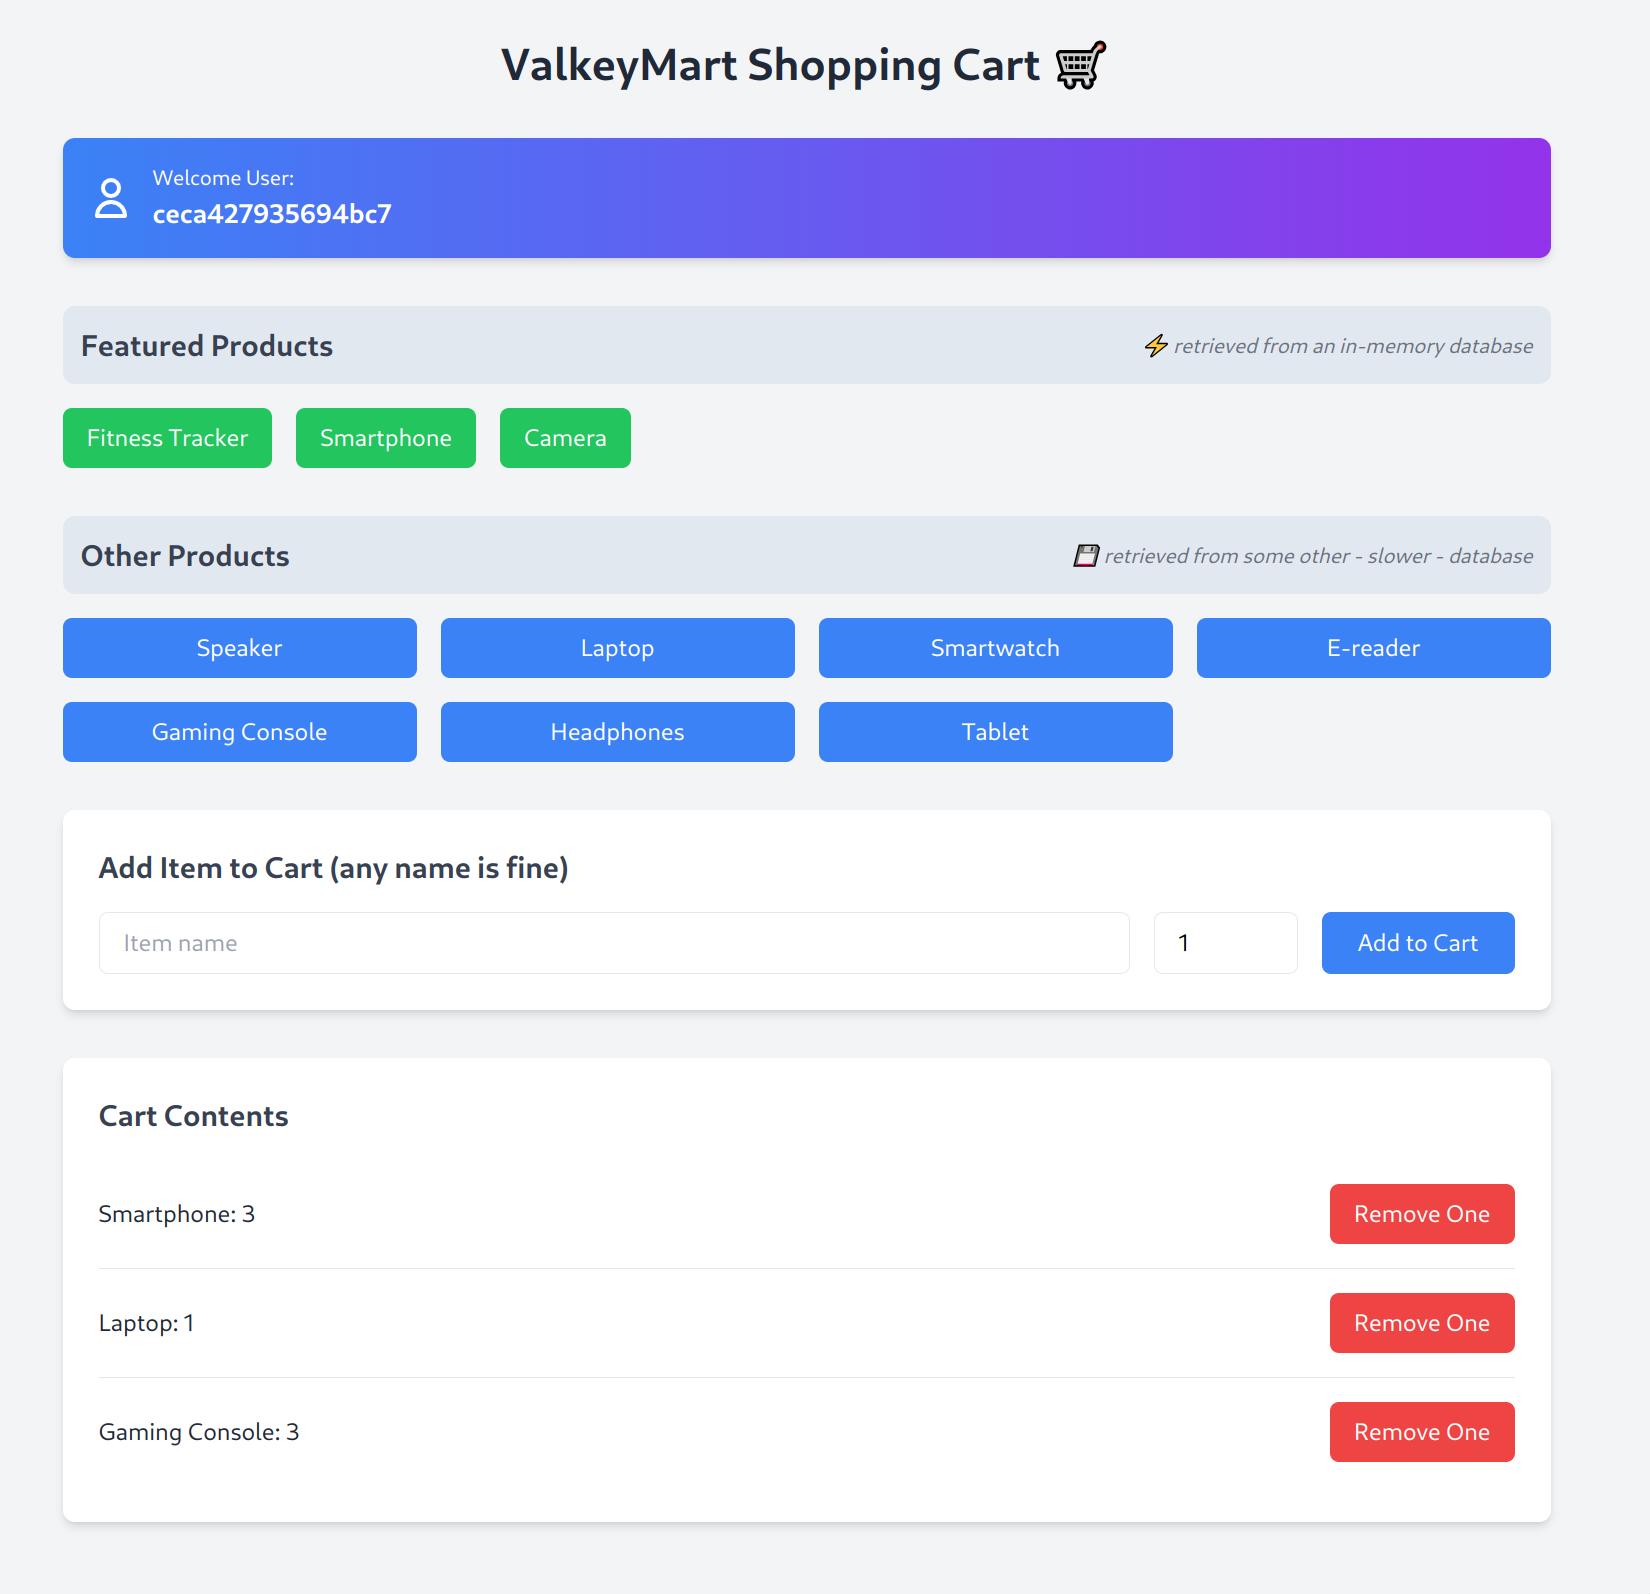 ValkeyMart Shopping Cart 🛒
Welcome User:
ceca427935694bc7
Featured Products
⚡ retrieved from an in-memory database
Fitness Tracker
Smartphone
Camera
Other Products
💾 retrieved from some other - slower - database
Speaker
Laptop
Smartwatch
E-reader
Gaming Console
Headphones
Tablet
Add Item to Cart (any name is fine)
Item name
1
Add to Cart
Cart Contents
Smartphone: 3
Remove One
Laptop: 1
Remove One
Gaming Console: 3
Remove One